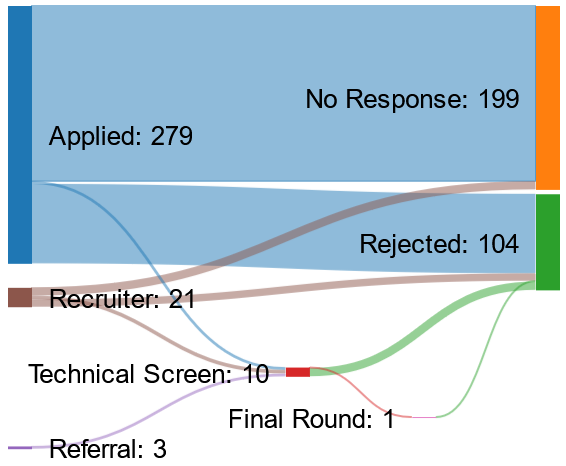 No Response: 199
Applied: 279
Rejected: 104
Recruiter: 21
Technical Screen: 10
Final Round: 1
Referral: 3